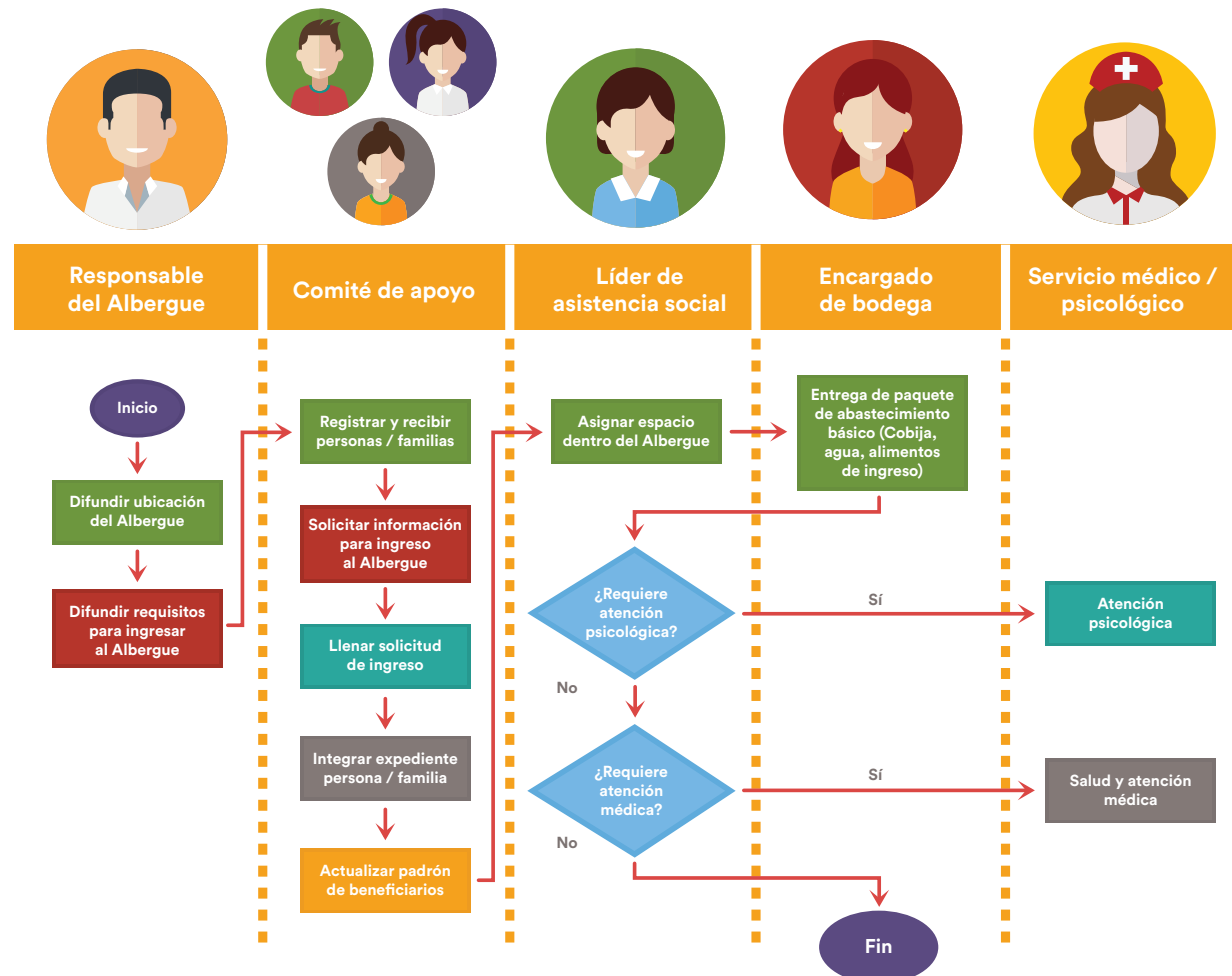 Responsable
del Albergue
Comité de apoyo
Líder de
asistencia social
Encargado
de bodega
Servicio médico /
psicológico
Inicio
Difundir ubicación
del Albergue
Difundir requisitos
para ingresar
al Albergue
Registrar y recibir
personas / familias
Solicitar información
para ingreso
al Albergue
Llenar solicitud
de ingreso
Integrar expediente
persona / familia
Actualizar padrón
de beneficiarios
Asignar espacio
dentro del Albergue
Entrega de paquete
de abastecimiento
básico (Cobija,
agua, alimentos
de ingreso)
¿Requiere
atención
psicológica?
Sí
Atención
psicológica
No
¿Requiere
atención
médica?
Sí
Salud y atención
médica
No
Fin